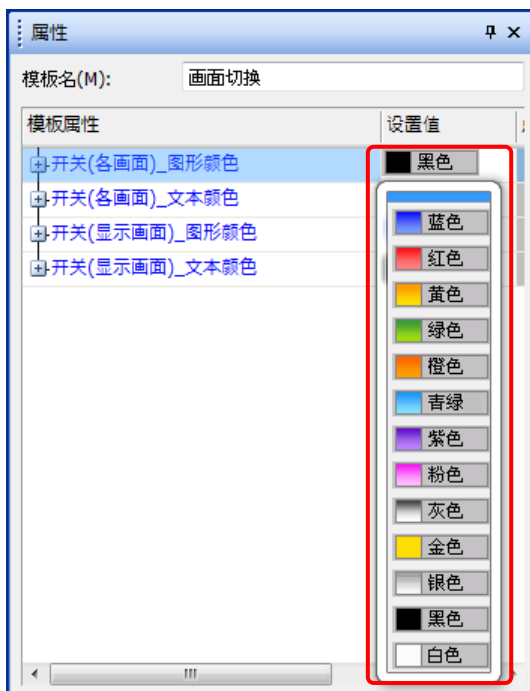 属性
模板名(M): 画面切换
模板属性 设置值
开关(各画面)_图形颜色 黑色
开关(各画面)_文本颜色
开关(显示画面)_图形颜色
开关(显示画面)_文本颜色
蓝色
红色
黄色
绿色
橙色
青绿
紫色
粉色
灰色
金色
银色
黑色
白色